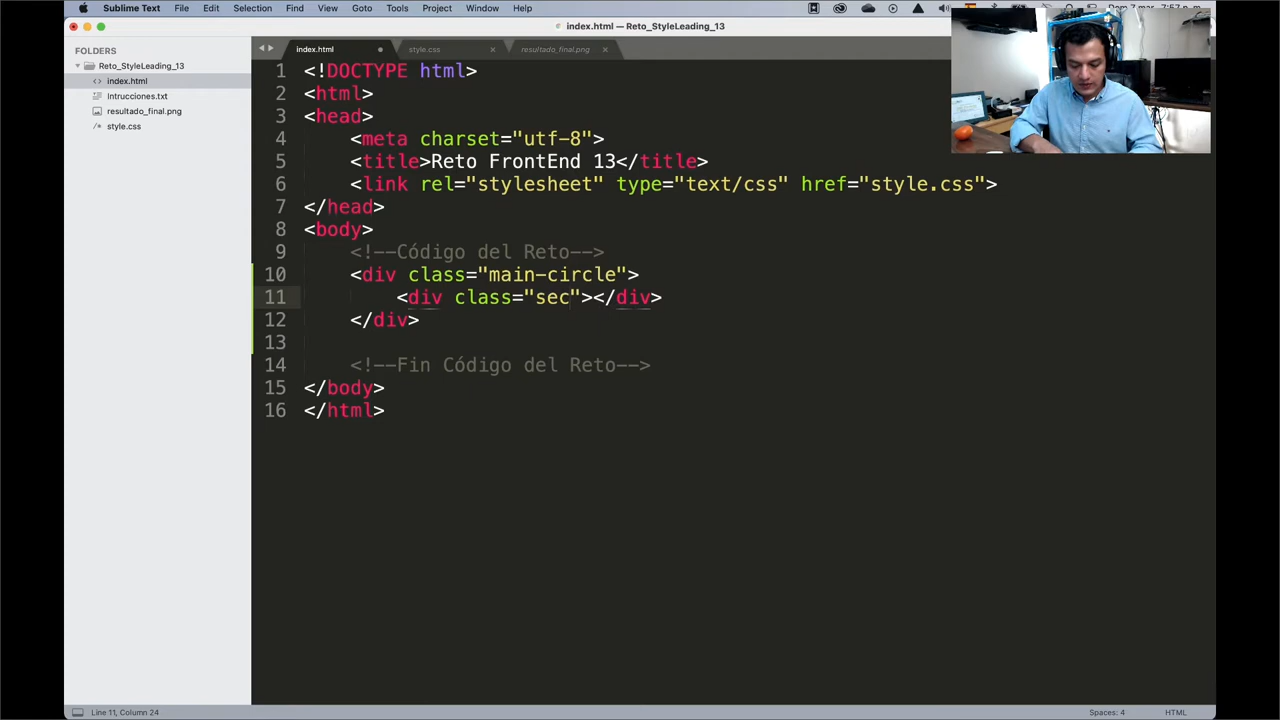 Sublime Text File Edit Selection Find View Goto Tools Project Window Help
Dom 7 mar. 7:57 p. m.
index.html — Reto_StyleLeading_13
FOLDERS
Reto_StyleLeading_13
index.html
Intrucciones.txt
resultado_final.png
style.css
index.html style.css resultado_final.png
1 <!DOCTYPE html>
2 <html>
3 <head>
4 <meta charset="utf-8">
5 <title>Reto FrontEnd 13</title>
6 <link rel="stylesheet" type="text/css" href="style.css">
7 </head>
8 <body>
9 <!--Código del Reto-->
10 <div class="main-circle">
11 <div class="sec"></div>
12 </div>
13
14 <!--Fin Código del Reto-->
15 </body>
16 </html>
Line 11, Column 24 Spaces: 4 HTML